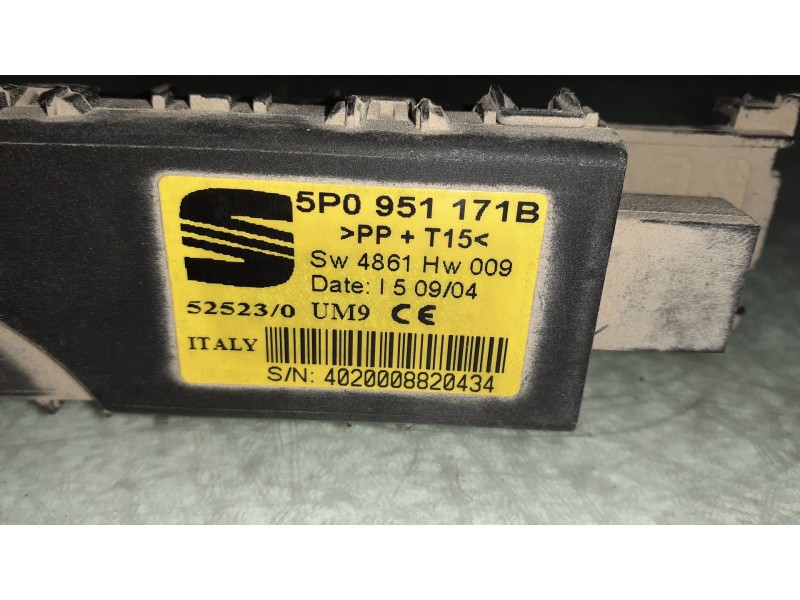 5P0 951 171B
>PP + T15<
Sw 4861 Hw 009
Date: I 5 09/04
52523/0 UM9 CE
ITALY
S/N: 4020008820434